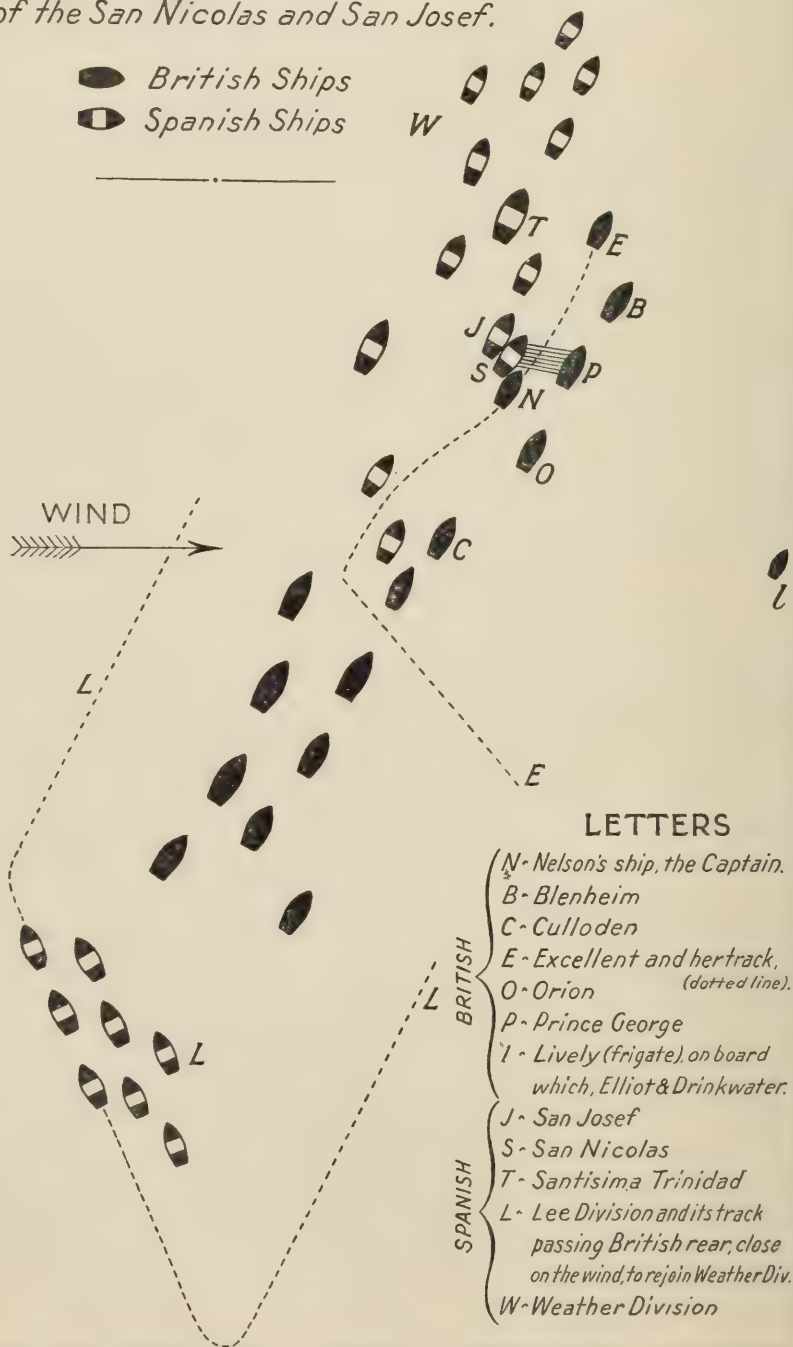 of the San Nicolas and San Josef.
British Ships
Spanish Ships
W
T
E
B
J
S
P
N
O
WIND
C
l
L
E
L
L
LETTERS
BRITISH
N - Nelson's ship, the Captain.
B - Blenheim
C - Culloden
E - Excellent and her track,
(dotted line).
O - Orion
P - Prince George
l - Lively (frigate), on board
which, Elliot & Drinkwater.
SPANISH
J - San Josef
S - San Nicolas
T - Santisima Trinidad
L - Lee Division and its track
passing British rear, close
on the wind, to rejoin Weather Div.
W - Weather Division